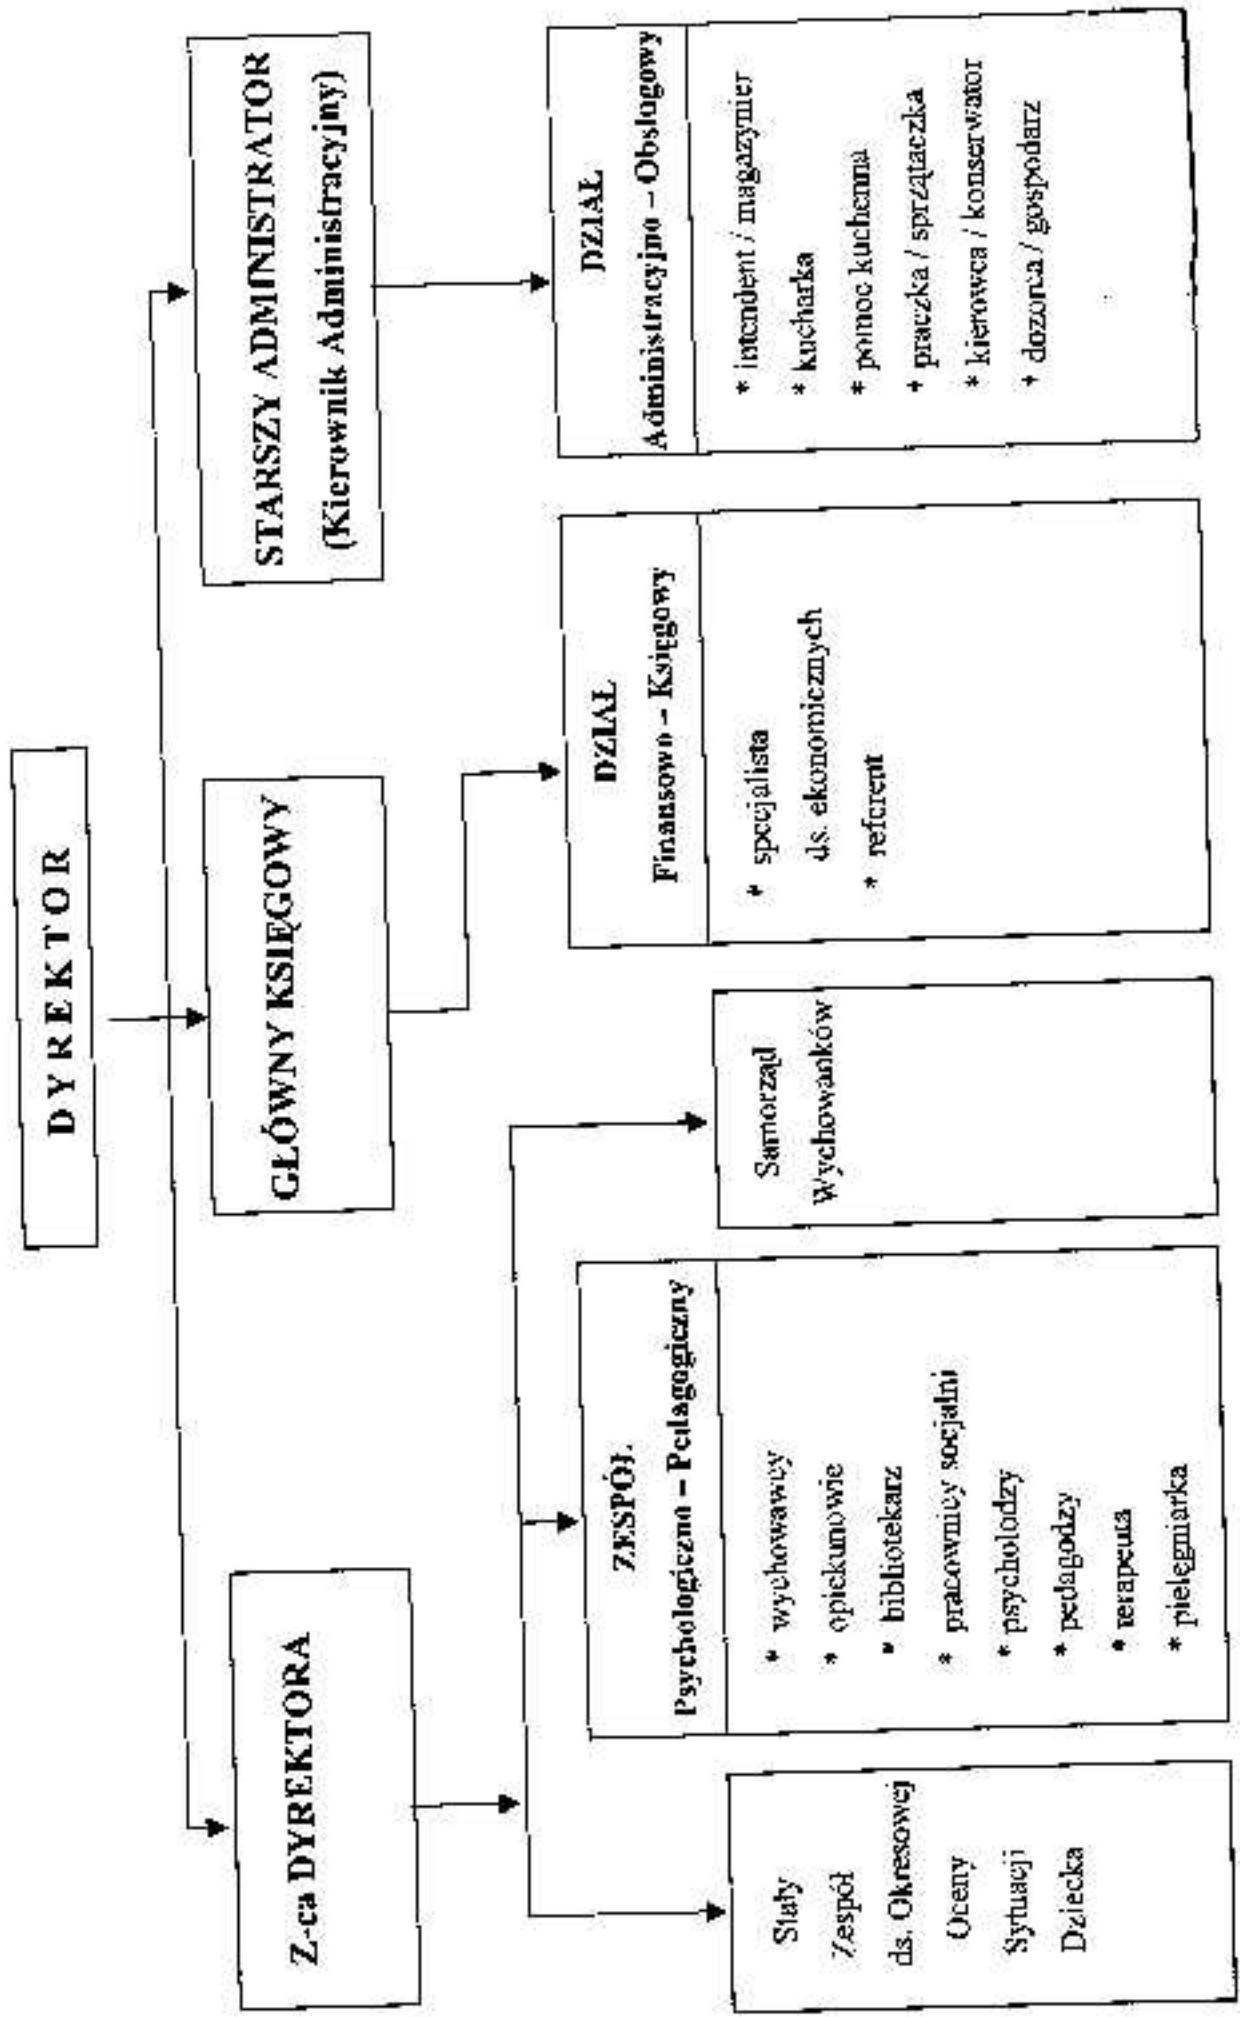 DYREKTOR
Z-ca DYREKTORA
GŁÓWNY KSIĘGOWY
STARSZY ADMINISTRATOR
(Kierownik Administracyjny)
Stały
Zespół
ds. Okresowej
Oceny
Sytuacji
Dziecka
ZESPÓŁ
Psychologiczno – Pedagogiczny
* wychowawcy
* opiekunowie
* bibliotekarz
* pracownicy socjalni
* psycholodzy
* pedagodzy
* terapeuta
* pielęgniarka
Samorząd
Wychowanków
DZIAŁ
Finansowo – Księgowy
* specjalista
ds. ekonomicznych
* referent
DZIAŁ
Administracyjno – Obsługowy
* intendent / magazynier
* kucharka
* pomoc kuchenna
* praczka / sprzątaczka
* kierowca / konserwator
* dozorca / gospodarz